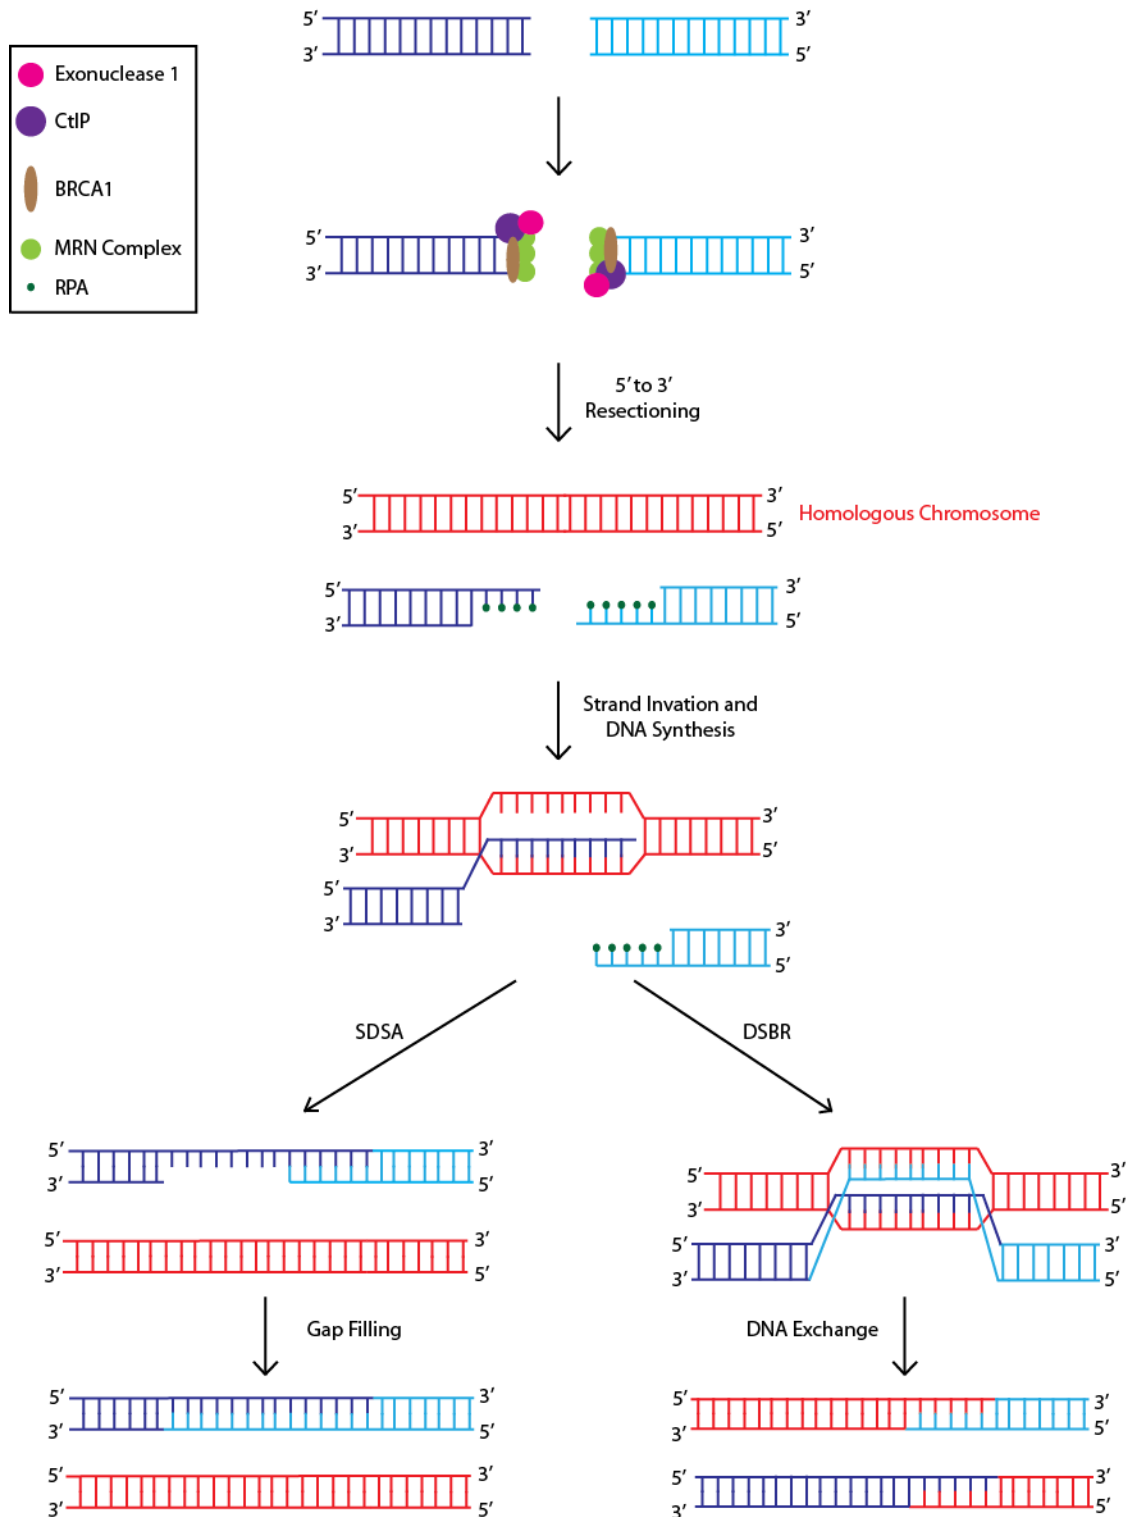 5′ 3′
3′ 5′
Exonuclease 1
CtIP
BRCA1
MRN Complex
RPA
5′ 3′
3′ 5′
5′ to 3′
Resectioning
5′ 3′
Homologous Chromosome
3′ 5′
5′ 3′
3′ 5′
Strand Invation and
DNA Synthesis
5′ 3′
3′ 5′
5′
3′
3′
5′
SDSA
DSBR
5′ 3′
3′ 5′
5′ 3′
3′ 5′
5′ 3′
3′ 5′
5′ 3′
3′ 5′
Gap Filling
DNA Exchange
5′ 3′
3′ 5′
5′ 3′
3′ 5′
5′ 3′
3′ 5′
5′ 3′
3′ 5′